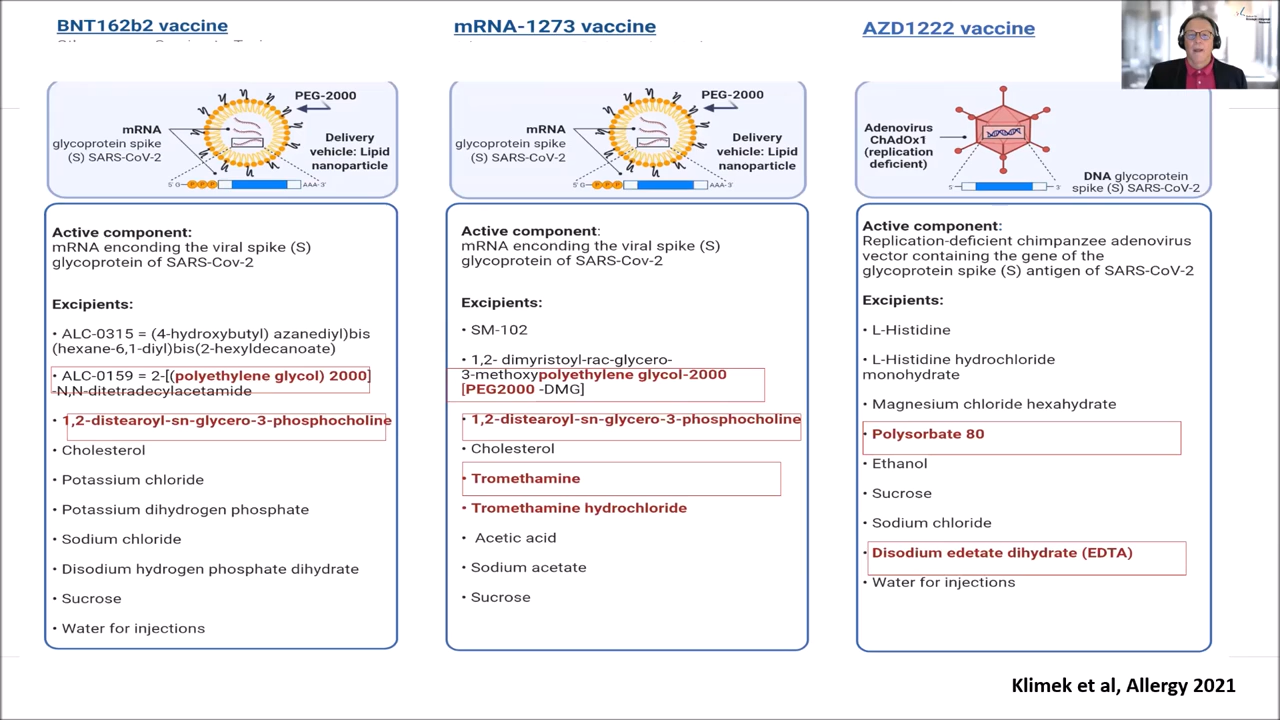 BNT162b2 vaccine
PEG-2000
mRNA
glycoprotein spike
(S) SARS-CoV-2
Delivery
vehicle: Lipid
nanoparticle
5' G
P P P
AAA-3'
Active component:
mRNA enconding the viral spike (S)
glycoprotein of SARS-Cov-2
Excipients:
• ALC-0315 = (4-hydroxybutyl) azanediyl)bis
(hexane-6,1-diyl)bis(2-hexyldecanoate)
• ALC-0159 = 2-[(polyethylene glycol) 2000]
-N,N-ditetradecylacetamide
• 1,2-distearoyl-sn-glycero-3-phosphocholine
• Cholesterol
• Potassium chloride
• Potassium dihydrogen phosphate
• Sodium chloride
• Disodium hydrogen phosphate dihydrate
• Sucrose
• Water for injections
mRNA-1273 vaccine
PEG-2000
mRNA
glycoprotein spike
(S) SARS-CoV-2
Delivery
vehicle: Lipid
nanoparticle
5' G
P P P
AAA-3'
Active component:
mRNA enconding the viral spike (S)
glycoprotein of SARS-Cov-2
Excipients:
• SM-102
• 1,2- dimyristoyl-rac-glycero-
3-methoxypolyethylene glycol-2000
[PEG2000 -DMG]
• 1,2-distearoyl-sn-glycero-3-phosphocholine
• Cholesterol
• Tromethamine
• Tromethamine hydrochloride
• Acetic acid
• Sodium acetate
• Sucrose
AZD1222 vaccine
Adenovirus
ChAdOx1
(replication
deficient)
5'
3'
DNA glycoprotein
spike (S) SARS-CoV-2
Active component:
Replication-deficient chimpanzee adenovirus
vector containing the gene of the
glycoprotein spike (S) antigen of SARS-CoV-2
Excipients:
• L-Histidine
• L-Histidine hydrochloride
monohydrate
• Magnesium chloride hexahydrate
• Polysorbate 80
• Ethanol
• Sucrose
• Sodium chloride
• Disodium edetate dihydrate (EDTA)
• Water for injections
Klimek et al, Allergy 2021